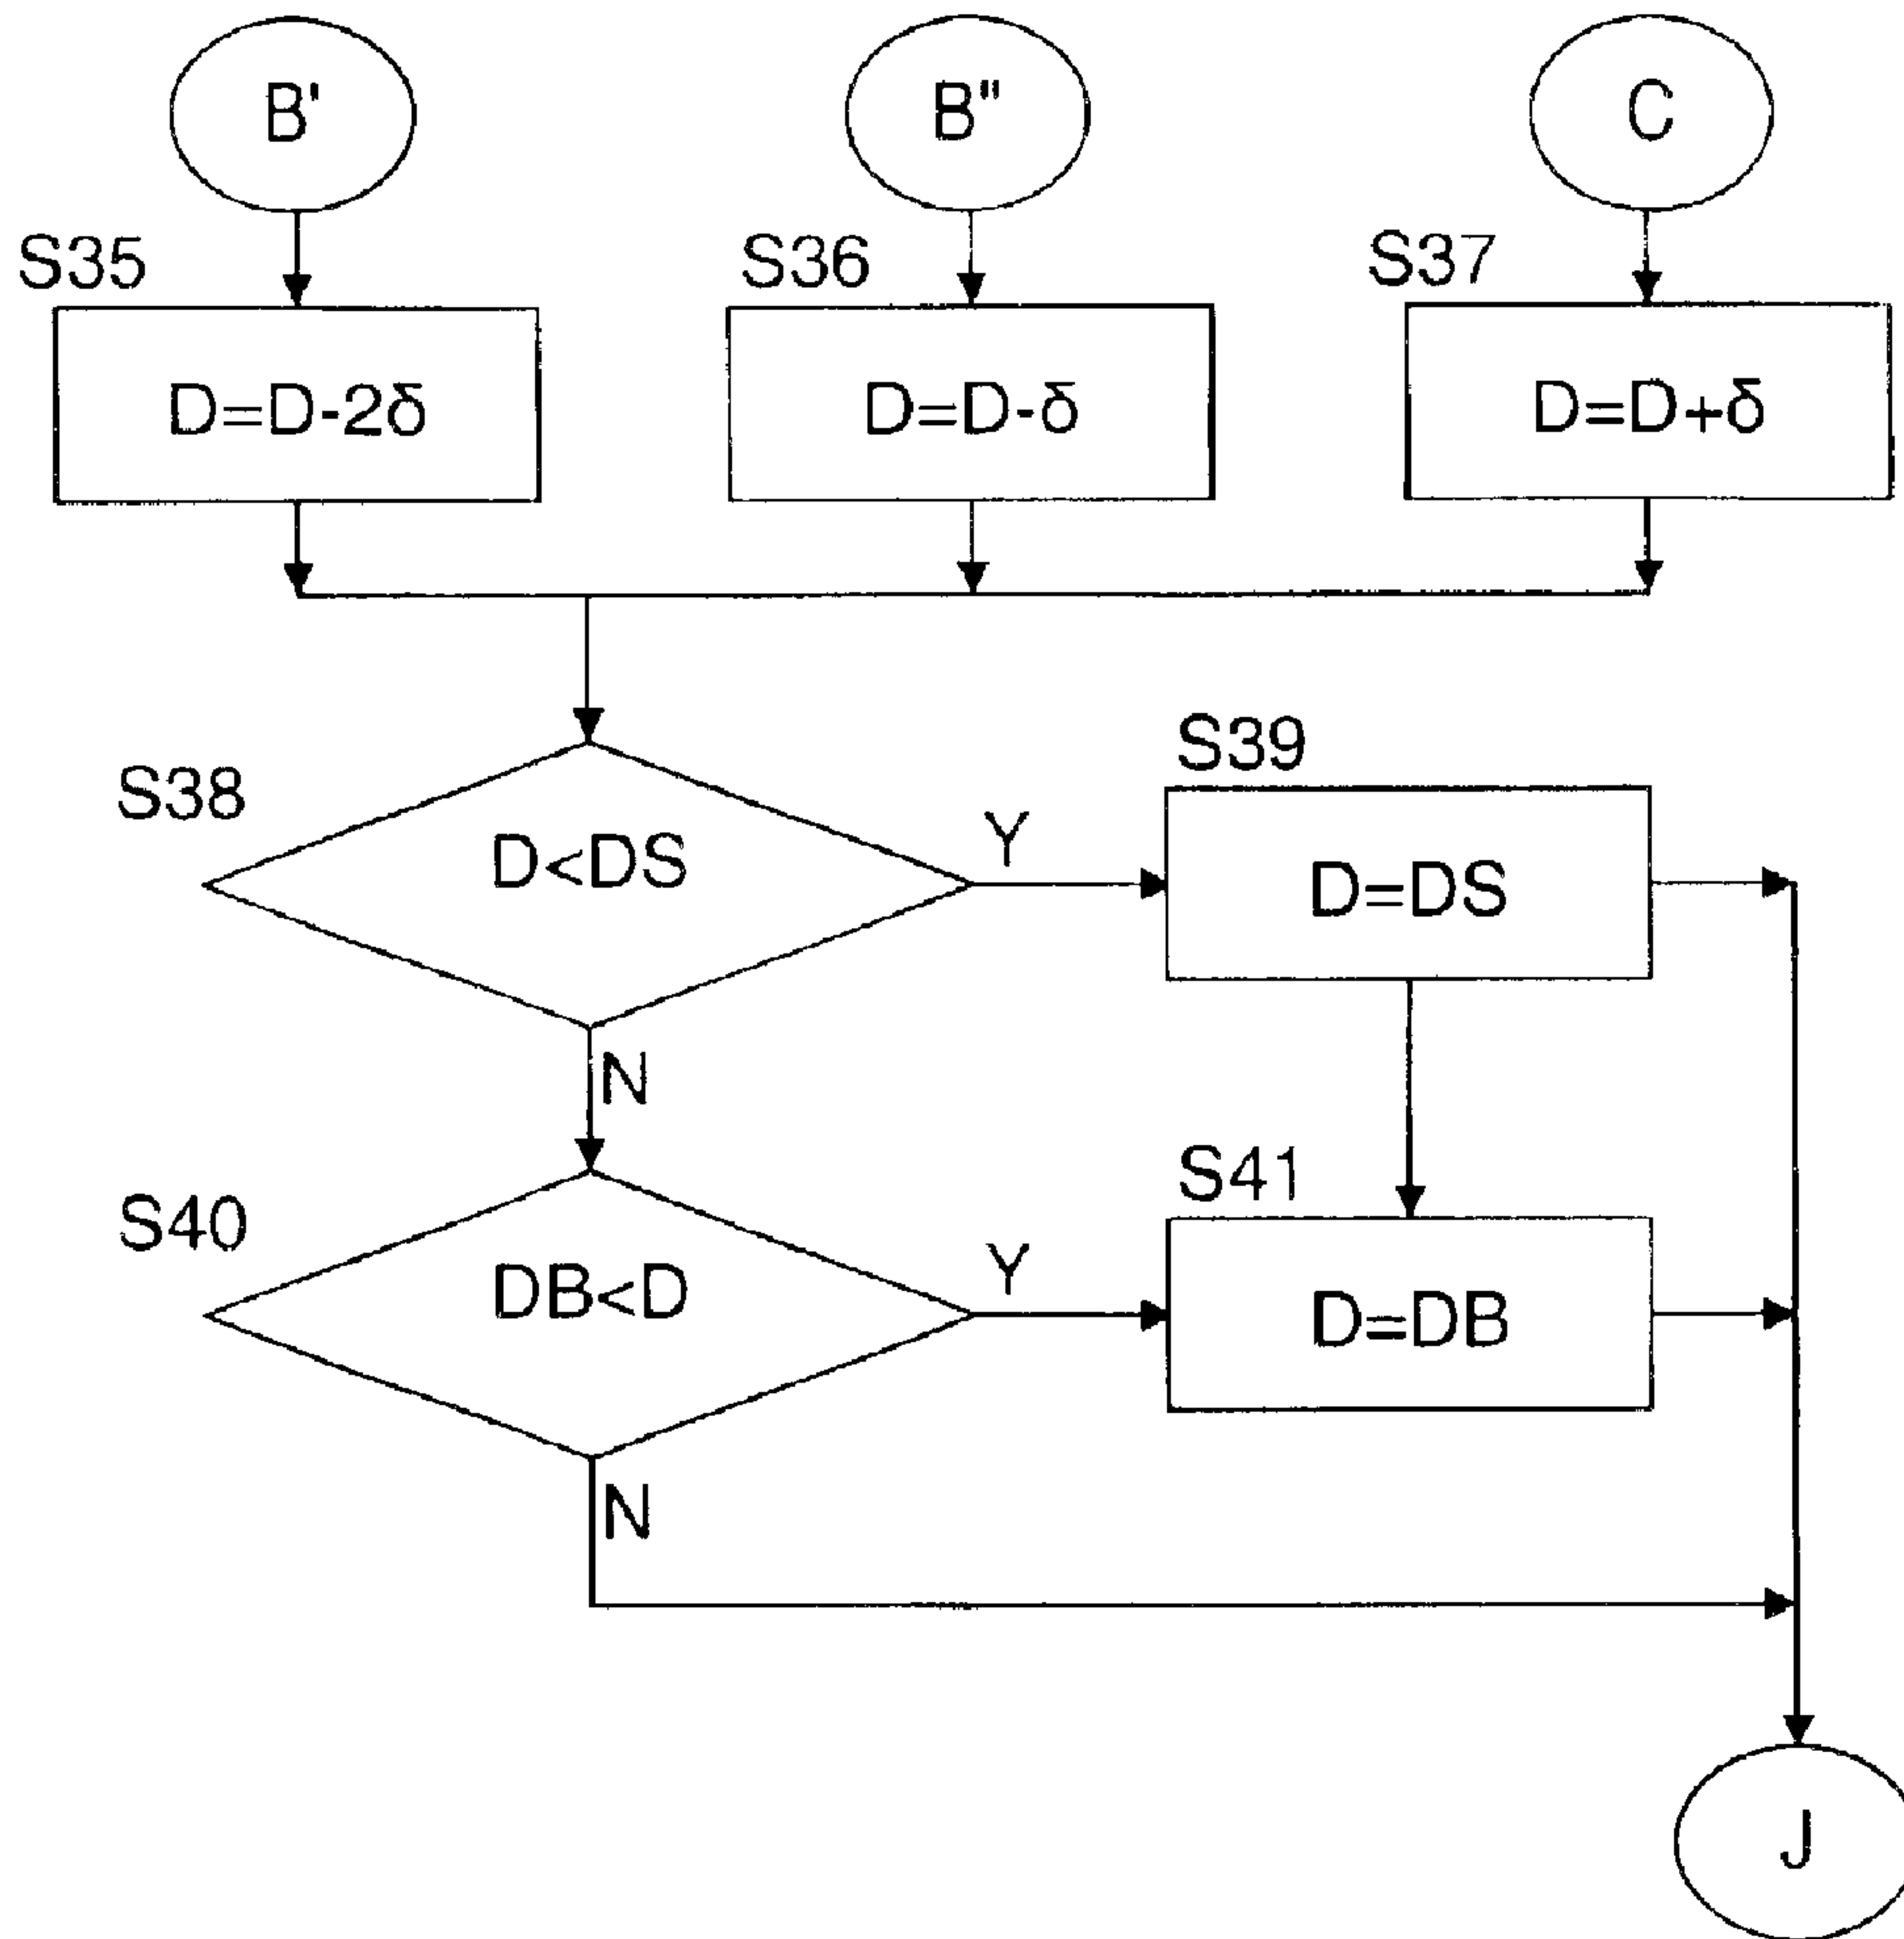 B'
B"
C
S35
S36
S37
D=D-2δ
D=D-δ
D=D+δ
S38
D<DS
Y
S39
D=DS
N
S40
DB<D
Y
S41
D=DB
N
J